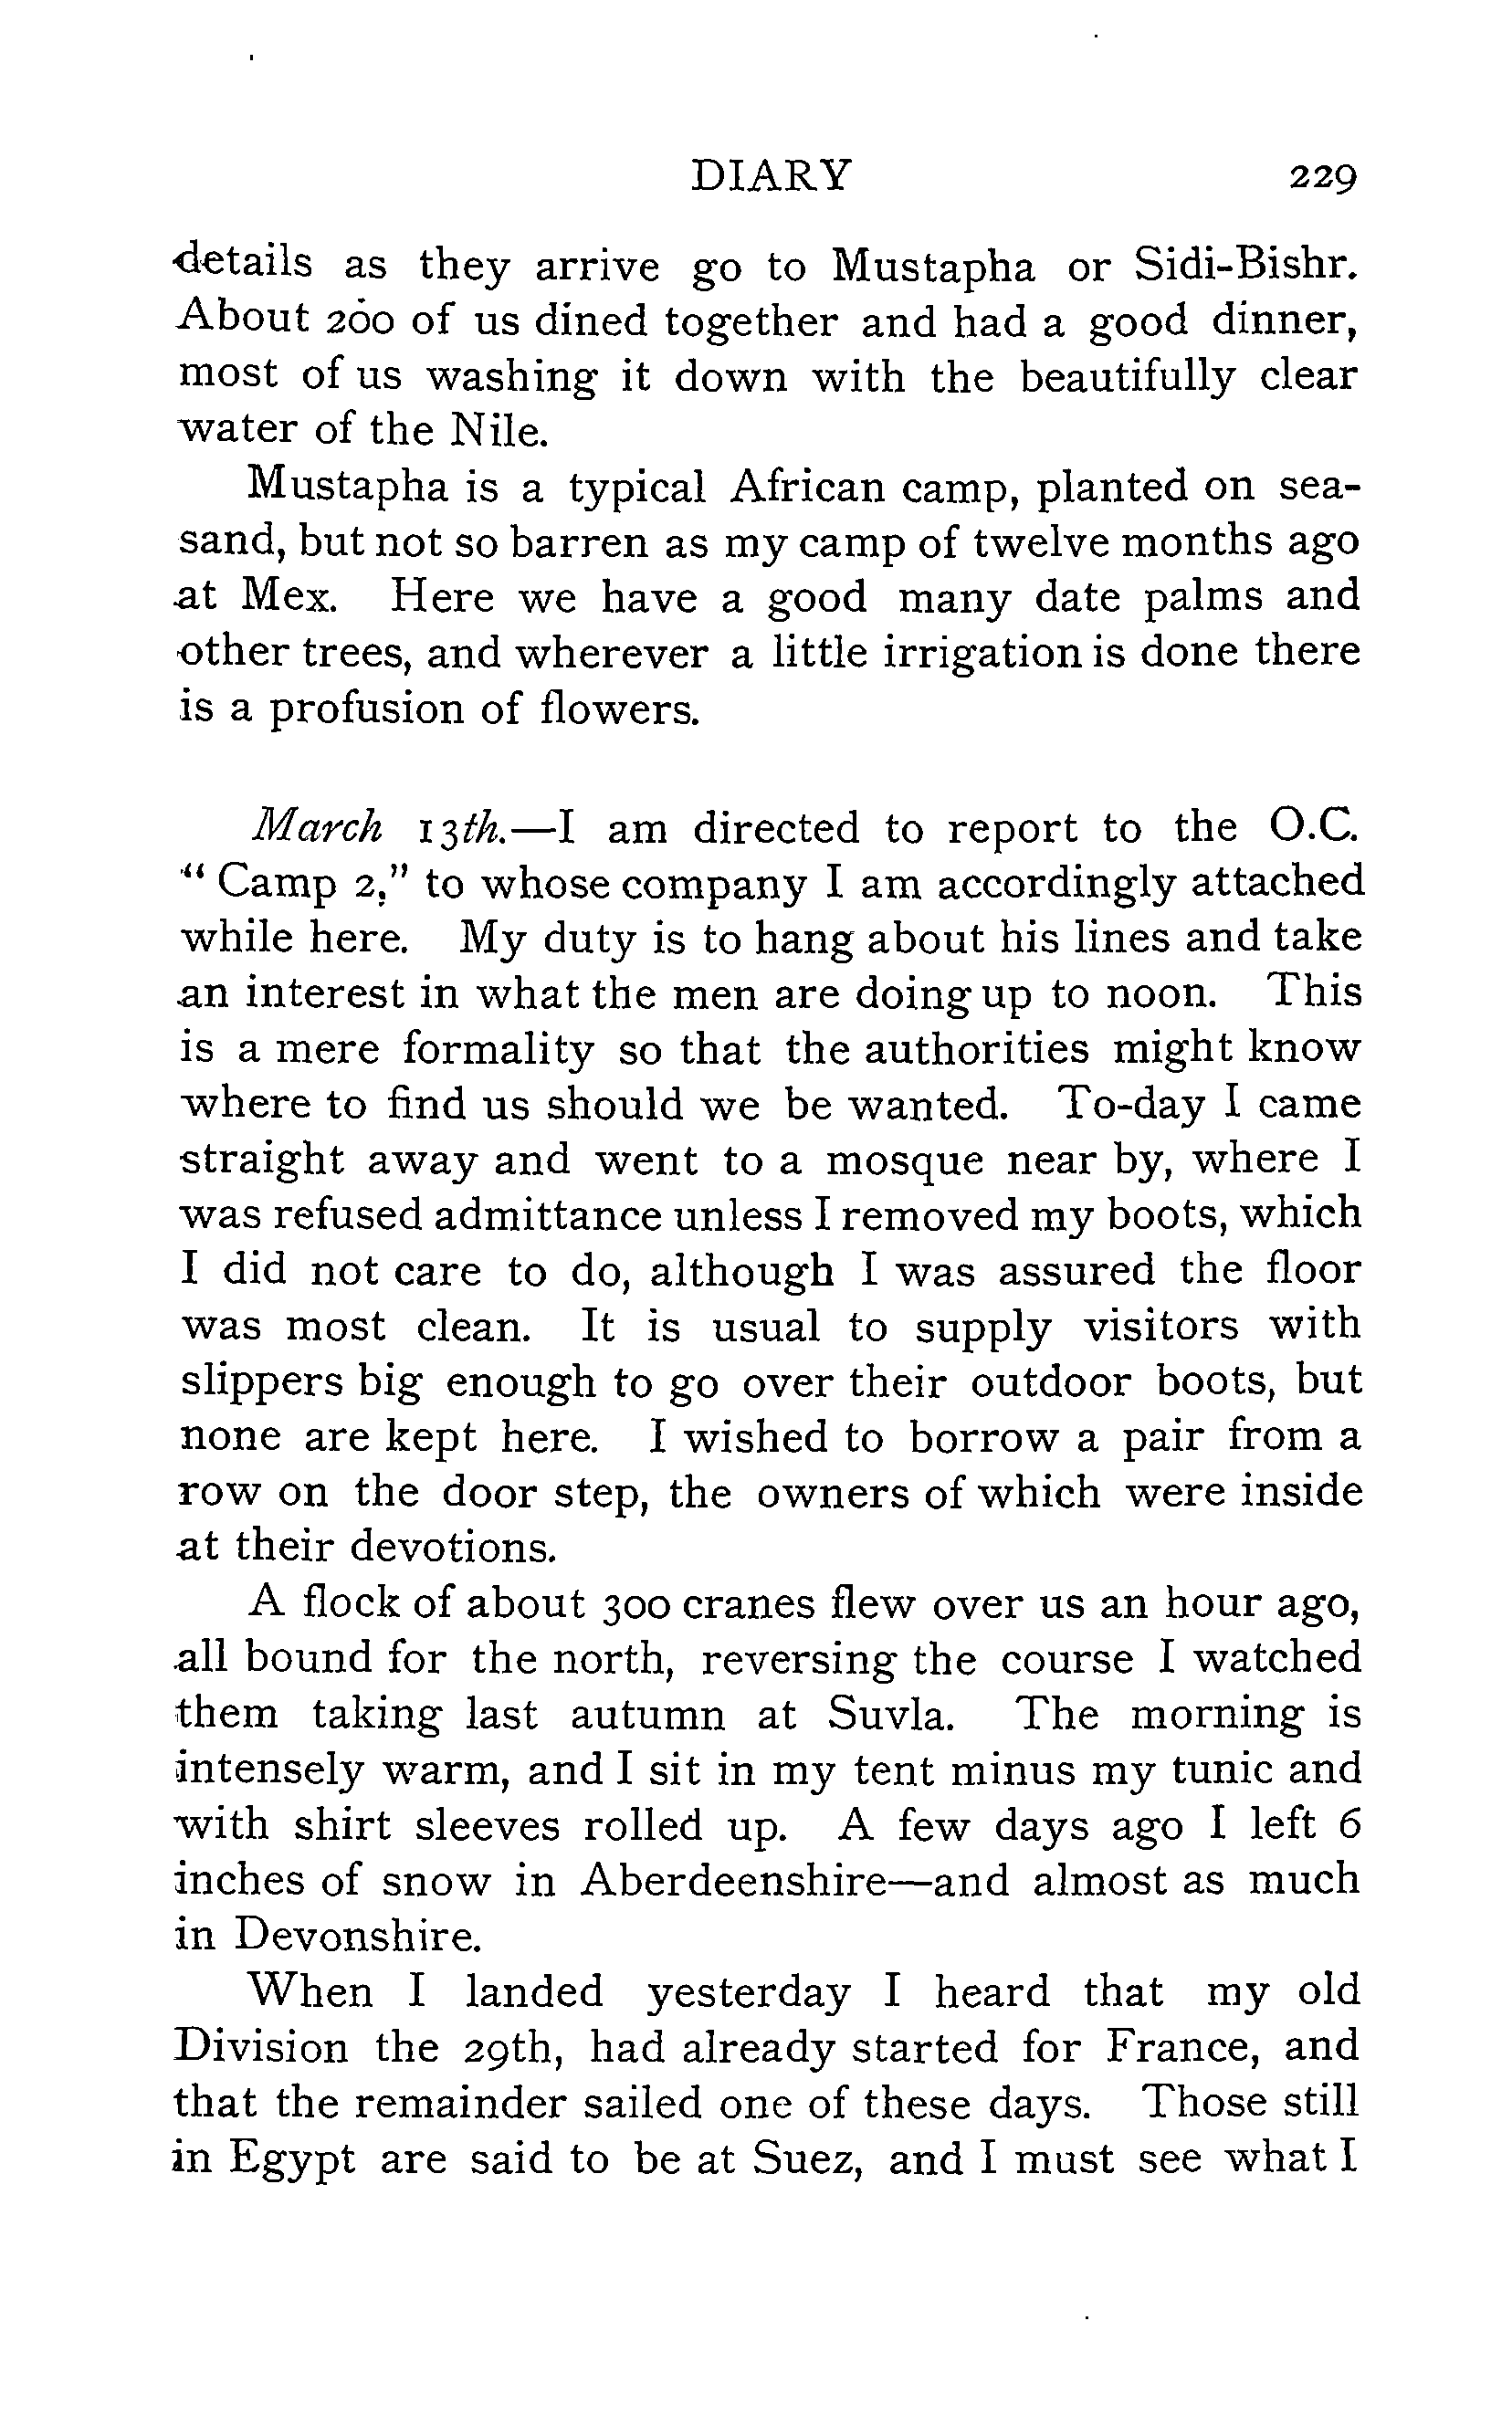 DIARY 229
details as they arrive go to Mustapha or Sidi-Bishr.
About 200 of us dined together and had a good dinner,
most of us washing it down with the beautifully clear
water of the Nile.
Mustapha is a typical African camp, planted on sea-
sand, but not so barren as my camp of twelve months ago
at Mex. Here we have a good many date palms and
other trees, and wherever a little irrigation is done there
is a profusion of flowers.
March 13th.—I am directed to report to the O.C.
" Camp 2," to whose company I am accordingly attached
while here. My duty is to hang about his lines and take
an interest in what the men are doing up to noon. This
is a mere formality so that the authorities might know
where to find us should we be wanted. To-day I came
straight away and went to a mosque near by, where I
was refused admittance unless I removed my boots, which
I did not care to do, although I was assured the floor
was most clean. It is usual to supply visitors with
slippers big enough to go over their outdoor boots, but
none are kept here. I wished to borrow a pair from a
row on the door step, the owners of which were inside
at their devotions.
A flock of about 300 cranes flew over us an hour ago,
all bound for the north, reversing the course I watched
them taking last autumn at Suvla. The morning is
intensely warm, and I sit in my tent minus my tunic and
with shirt sleeves rolled up. A few days ago I left 6
inches of snow in Aberdeenshire—and almost as much
in Devonshire.
When I landed yesterday I heard that my old
Division the 29th, had already started for France, and
that the remainder sailed one of these days. Those still
in Egypt are said to be at Suez, and I must see what I